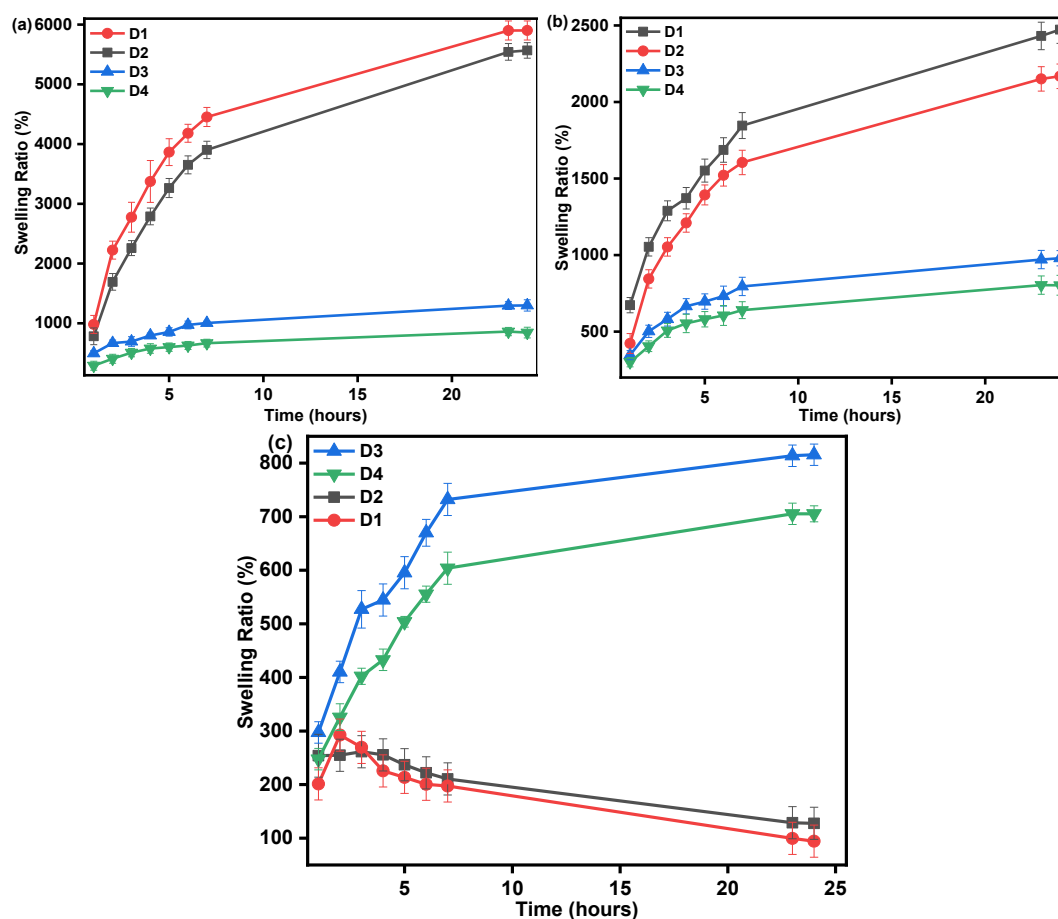 (a)
D1
D2
D3
D4
6000
5000
4000
3000
2000
1000
5
10
15
20
Swelling Ratio (%)
Time (hours)
(b)
D1
D2
D3
D4
2500
2000
1500
1000
500
5
10
15
20
Swelling Ratio (%)
Time (hours)
(c)
D3
D4
D2
D1
800
700
600
500
400
300
200
100
5
10
15
20
25
Swelling Ratio (%)
Time (hours)